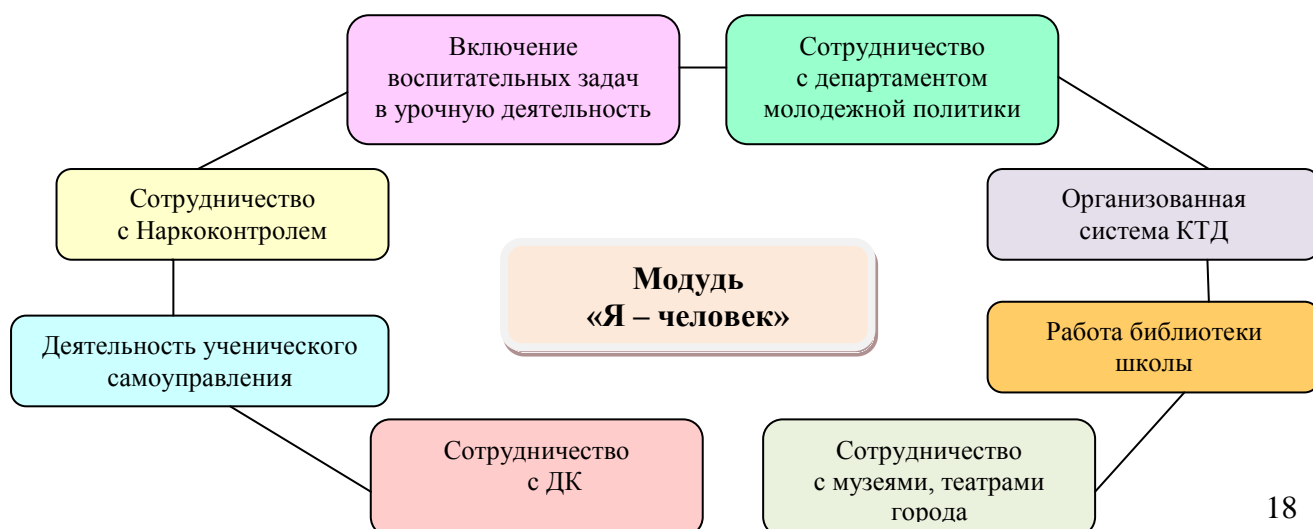 Включение
воспитательных задач
в урочную деятельность
Сотрудничество
с департаментом
молодежной политики
Сотрудничество
с Наркоконтролем
Организованная
система КТД
Модудь
«Я – человек»
Деятельность ученического
самоуправления
Работа библиотеки
школы
Сотрудничество
с ДК
Сотрудничество
с музеями, театрами
города
18